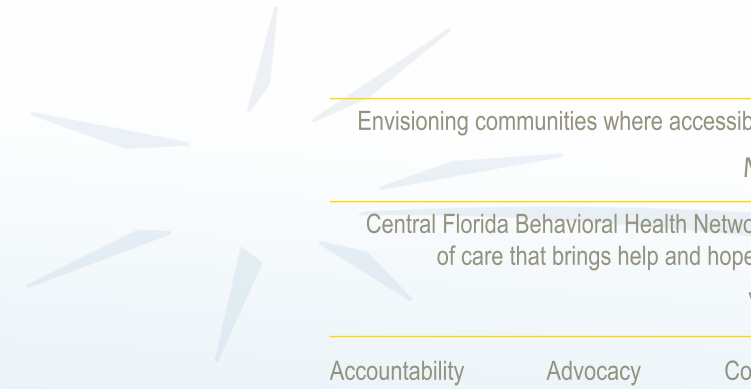 Envisioning communities where
Central Florida Behavioral Health
of care that brings help and hope
Accountability Advocacy